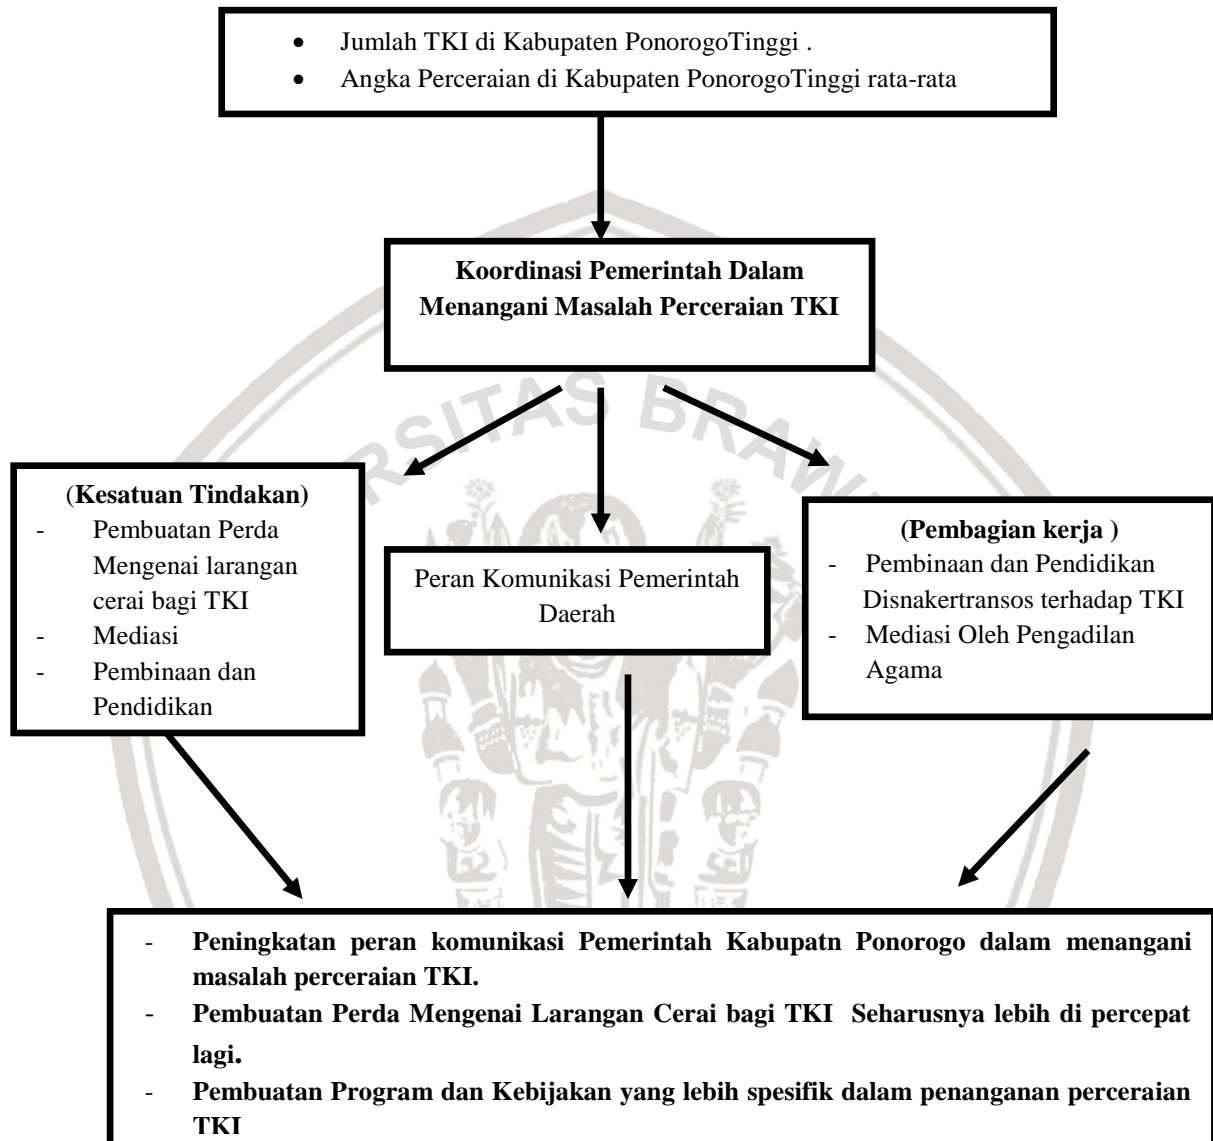 • Jumlah TKI di Kabupaten PonorogoTinggi .
• Angka Perceraian di Kabupaten PonorogoTinggi rata-rata
Koordinasi Pemerintah Dalam
Menangani Masalah Perceraian TKI
(Kesatuan Tindakan)
- Pembuatan Perda
Mengenai larangan
cerai bagi TKI
- Mediasi
- Pembinaan dan
Pendidikan
Peran Komunikasi Pemerintah
Daerah
(Pembagian kerja )
- Pembinaan dan Pendidikan
Disnakertransos terhadap TKI
- Mediasi Oleh Pengadilan
Agama
- Peningkatan peran komunikasi Pemerintah Kabupatn Ponorogo dalam menangani
masalah perceraian TKI.
- Pembuatan Perda Mengenai Larangan Cerai bagi TKI Seharusnya lebih di percepat
lagi.
- Pembuatan Program dan Kebijakan yang lebih spesifik dalam penanganan perceraian
TKI